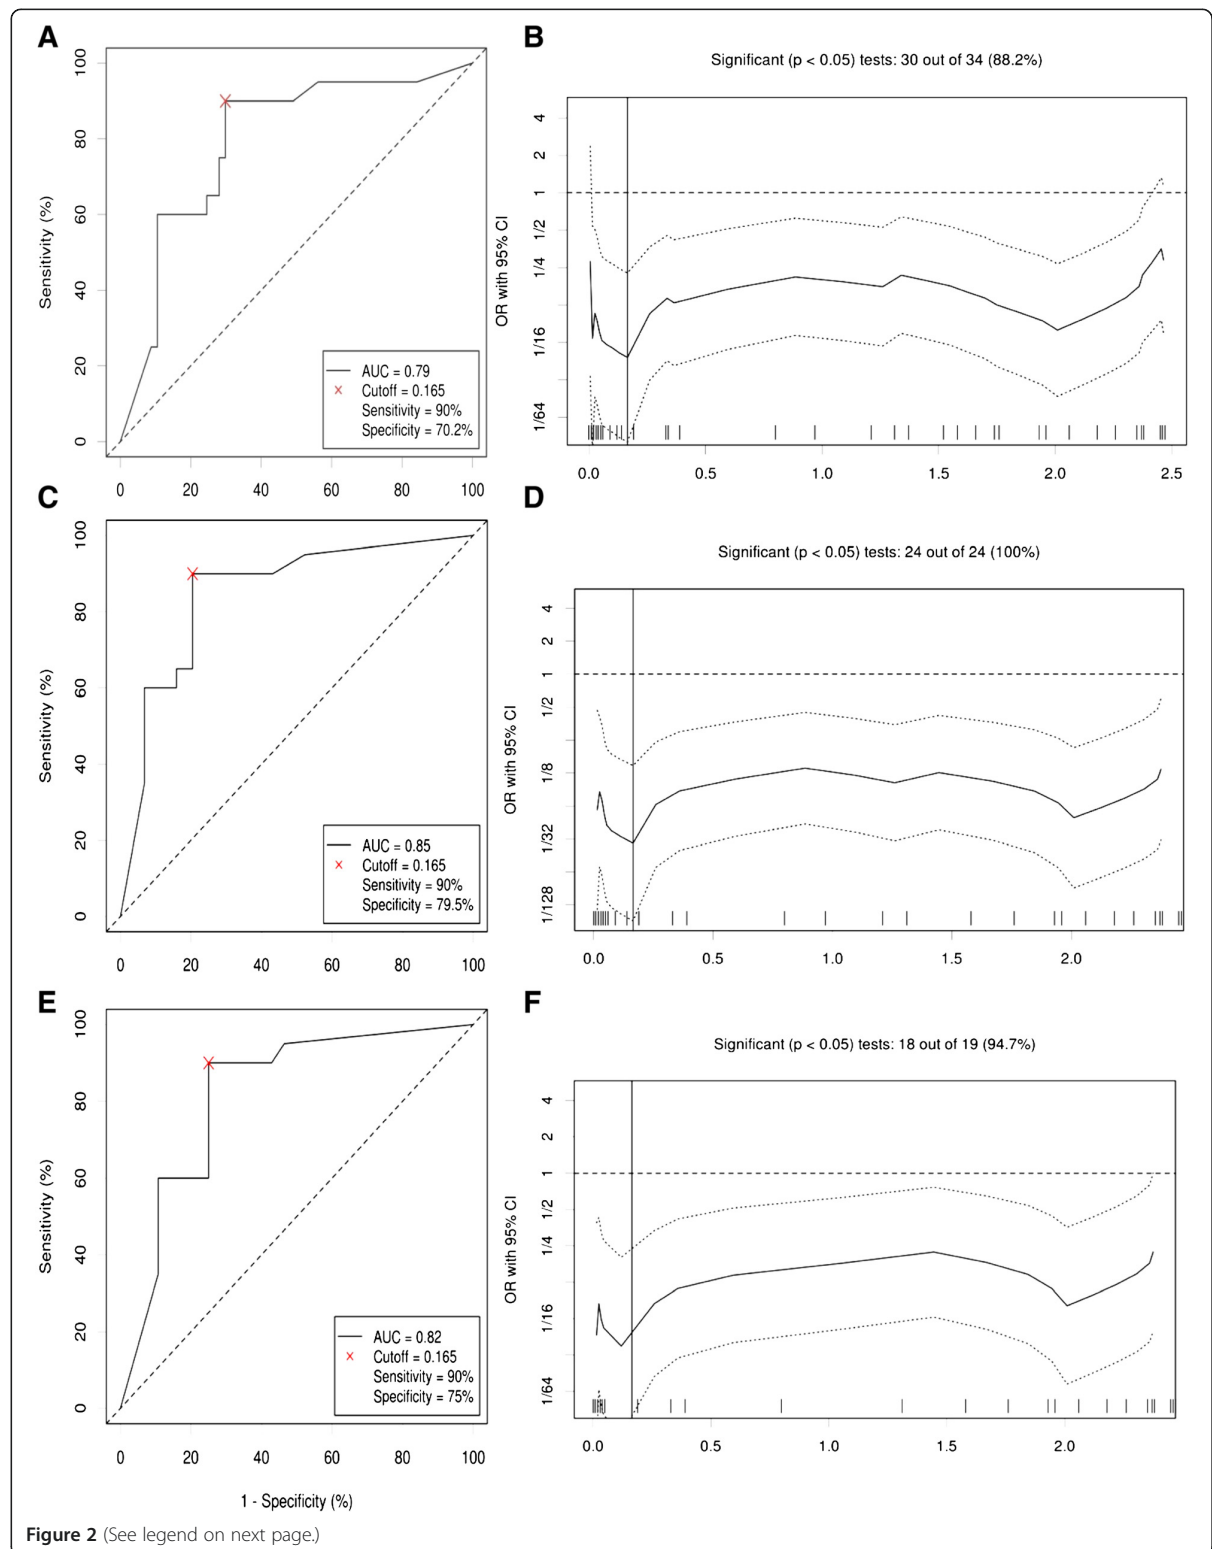 A
100
80
60
40
20
0
Sensitivity (%)
AUC = 0.79
Cutoff = 0.165
Sensitivity = 90%
Specificity = 70.2%
0 20 40 60 80 100
B
Significant (p < 0.05) tests: 30 out of 34 (88.2%)
4
2
1
1/2
1/4
1/16
1/64
OR with 95% CI
0.0 0.5 1.0 1.5 2.0 2.5
C
100
80
60
40
20
0
Sensitivity (%)
AUC = 0.85
Cutoff = 0.165
Sensitivity = 90%
Specificity = 79.5%
0 20 40 60 80 100
D
Significant (p < 0.05) tests: 24 out of 24 (100%)
4
2
1
1/2
1/8
1/32
1/128
OR with 95% CI
0.0 0.5 1.0 1.5 2.0
E
100
80
60
40
20
0
Sensitivity (%)
AUC = 0.82
Cutoff = 0.165
Sensitivity = 90%
Specificity = 75%
0 20 40 60 80 100
1 - Specificity (%)
F
Significant (p < 0.05) tests: 18 out of 19 (94.7%)
4
2
1
1/2
1/4
1/16
1/64
OR with 95% CI
0.0 0.5 1.0 1.5 2.0
Figure 2 (See legend on next page.)